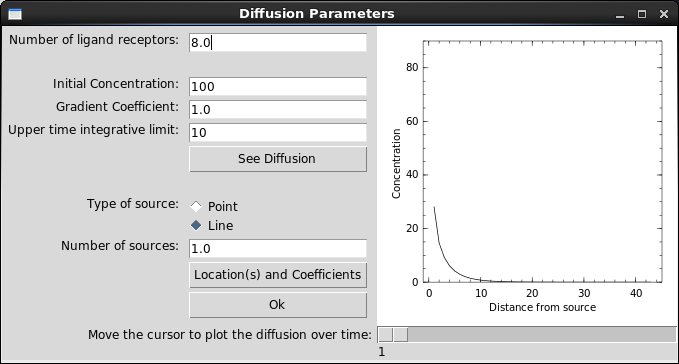 Diffusion Parameters
Number of ligand receptors: 8.0
Initial Concentration: 100
Gradient Coefficient: 1.0
Upper time integrative limit: 10
See Diffusion
Type of source: Point
Line
Number of sources: 1.0
Location(s) and Coefficients
Ok
Concentration
80
60
40
20
0
0 10 20 30 40
Distance from source
Move the cursor to plot the diffusion over time:
1